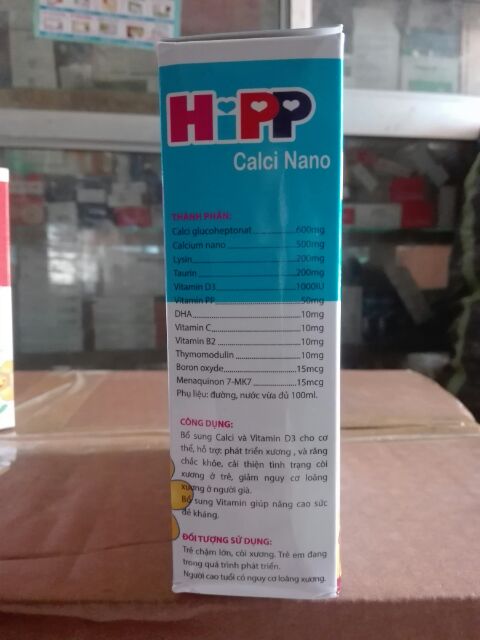 HiPP
Calci Nano
THÀNH PHẦN:
Calci glucoheptonat 600mg
Calcium nano 500mg
Lysin 200mg
Taurin 200mg
Vitamin D3 1000IU
Vitamin PP 50mg
DHA 10mg
Vitamin C 10mg
Vitamin B2 10mg
Thymomodulin 10mg
Boron oxyde 15mcg
Menaquinon 7-MK7 15mcg
Phụ liệu: đường, nước vừa đủ 100ml.
CÔNG DỤNG:
Bổ sung Calci và Vitamin D3 cho cơ
thể, hỗ trợ: phát triển xương , và răng
chắc khỏe, cải thiện tình trạng còi
xương ở trẻ, giảm nguy cơ loãng
xương ở người già.
Bổ sung Vitamin giúp nâng cao sức
đề kháng.
ĐỐI TƯỢNG SỬ DỤNG:
Trẻ chậm lớn, còi xương. Trẻ em đang
trong quá trình phát triển.
Người cao tuổi có nguy cơ loãng xương.